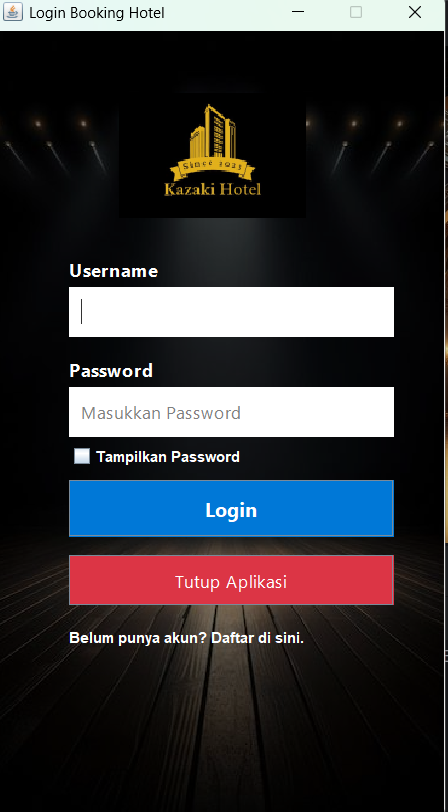 Login Booking Hotel
Since 1921
Kazaki Hotel
Username
Password
Masukkan Password
Tampilkan Password
Login
Tutup Aplikasi
Belum punya akun? Daftar di sini.